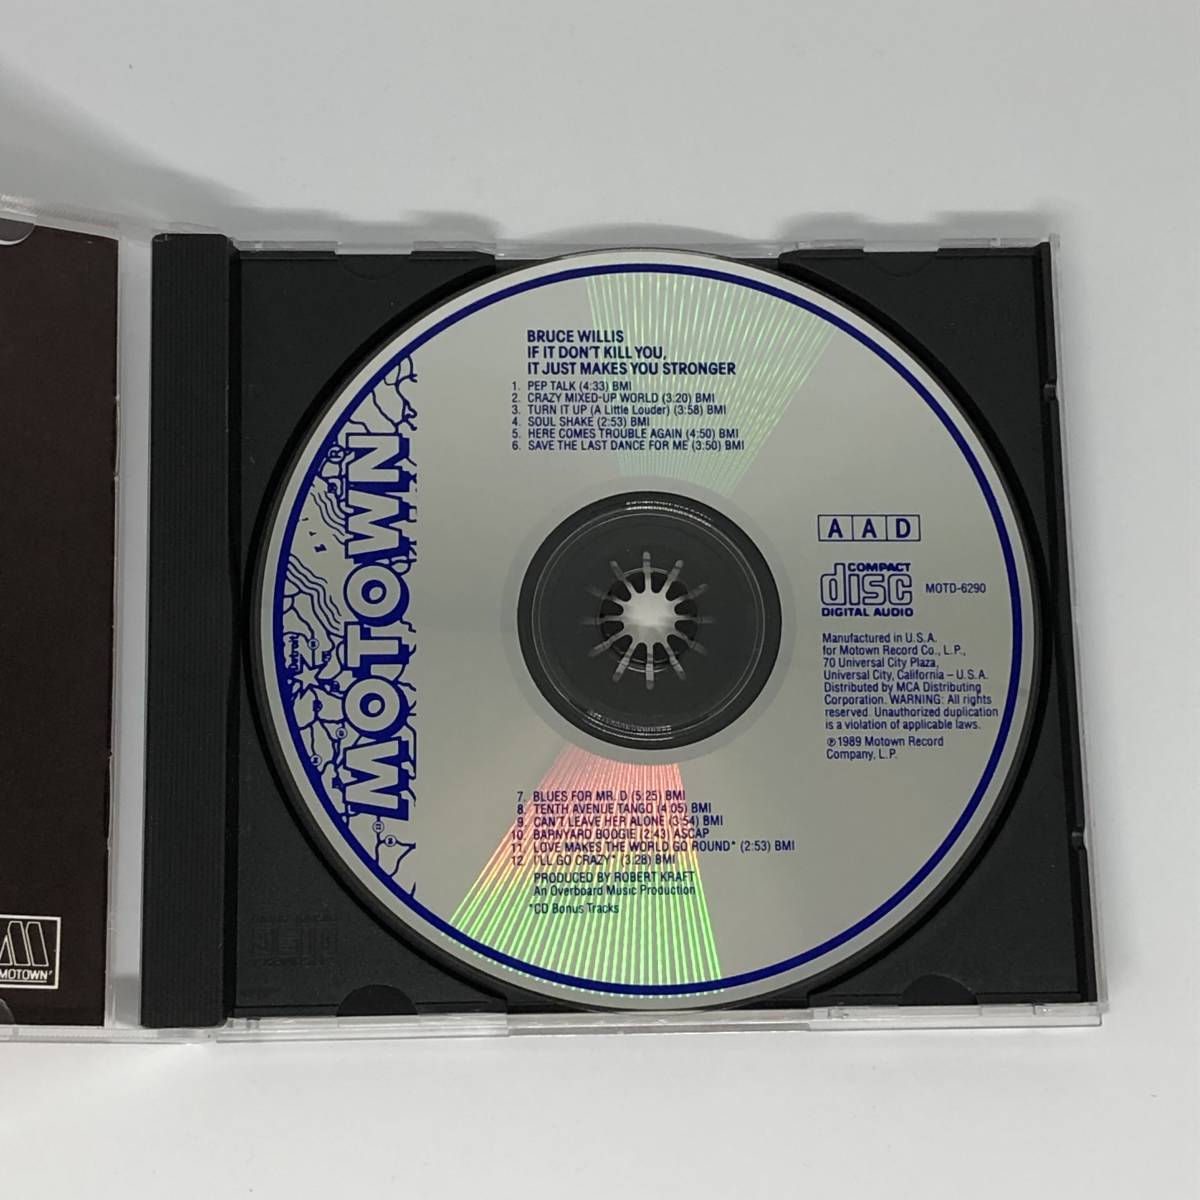 BRUCE WILLIS
IF IT DON'T KILL YOU,
IT JUST MAKES YOU STRONGER
1. PEP TALK (4:33) BMI
2. CRAZY MIXED-UP WORLD (3:20) BMI
3. TURN IT UP (A Little Louder) (3:58) BMI
4. SOUL SHAKE (2:53) BMI
5. HERE COMES TROUBLE AGAIN (4:50) BMI
6. SAVE THE LAST DANCE FOR ME (3:50) BMI
MOTOWN®
Detroit
AAD
COMPACT
disc
DIGITAL AUDIO
MOTD-6290
Manufactured in U.S.A.
for Motown Record Co., L.P.,
70 Universal City Plaza,
Universal City, California – U.S.A.
Distributed by MCA Distributing
Corporation. WARNING: All rights
reserved. Unauthorized duplication
is a violation of applicable laws.
℗1989 Motown Record
Company, L.P.
7. BLUES FOR MR. D (5:25) BMI
8. TENTH AVENUE TANGO (4:05) BMI
9. CAN'T LEAVE HER ALONE (3:54) BMI
10. BARNYARD BOOGIE (2:43) ASCAP
11. LOVE MAKES THE WORLD GO ROUND* (2:53) BMI
12. I'LL GO CRAZY* (3:28) BMI
PRODUCED BY ROBERT KRAFT
An Overboard Music Production
*CD Bonus Tracks
MOTOWN